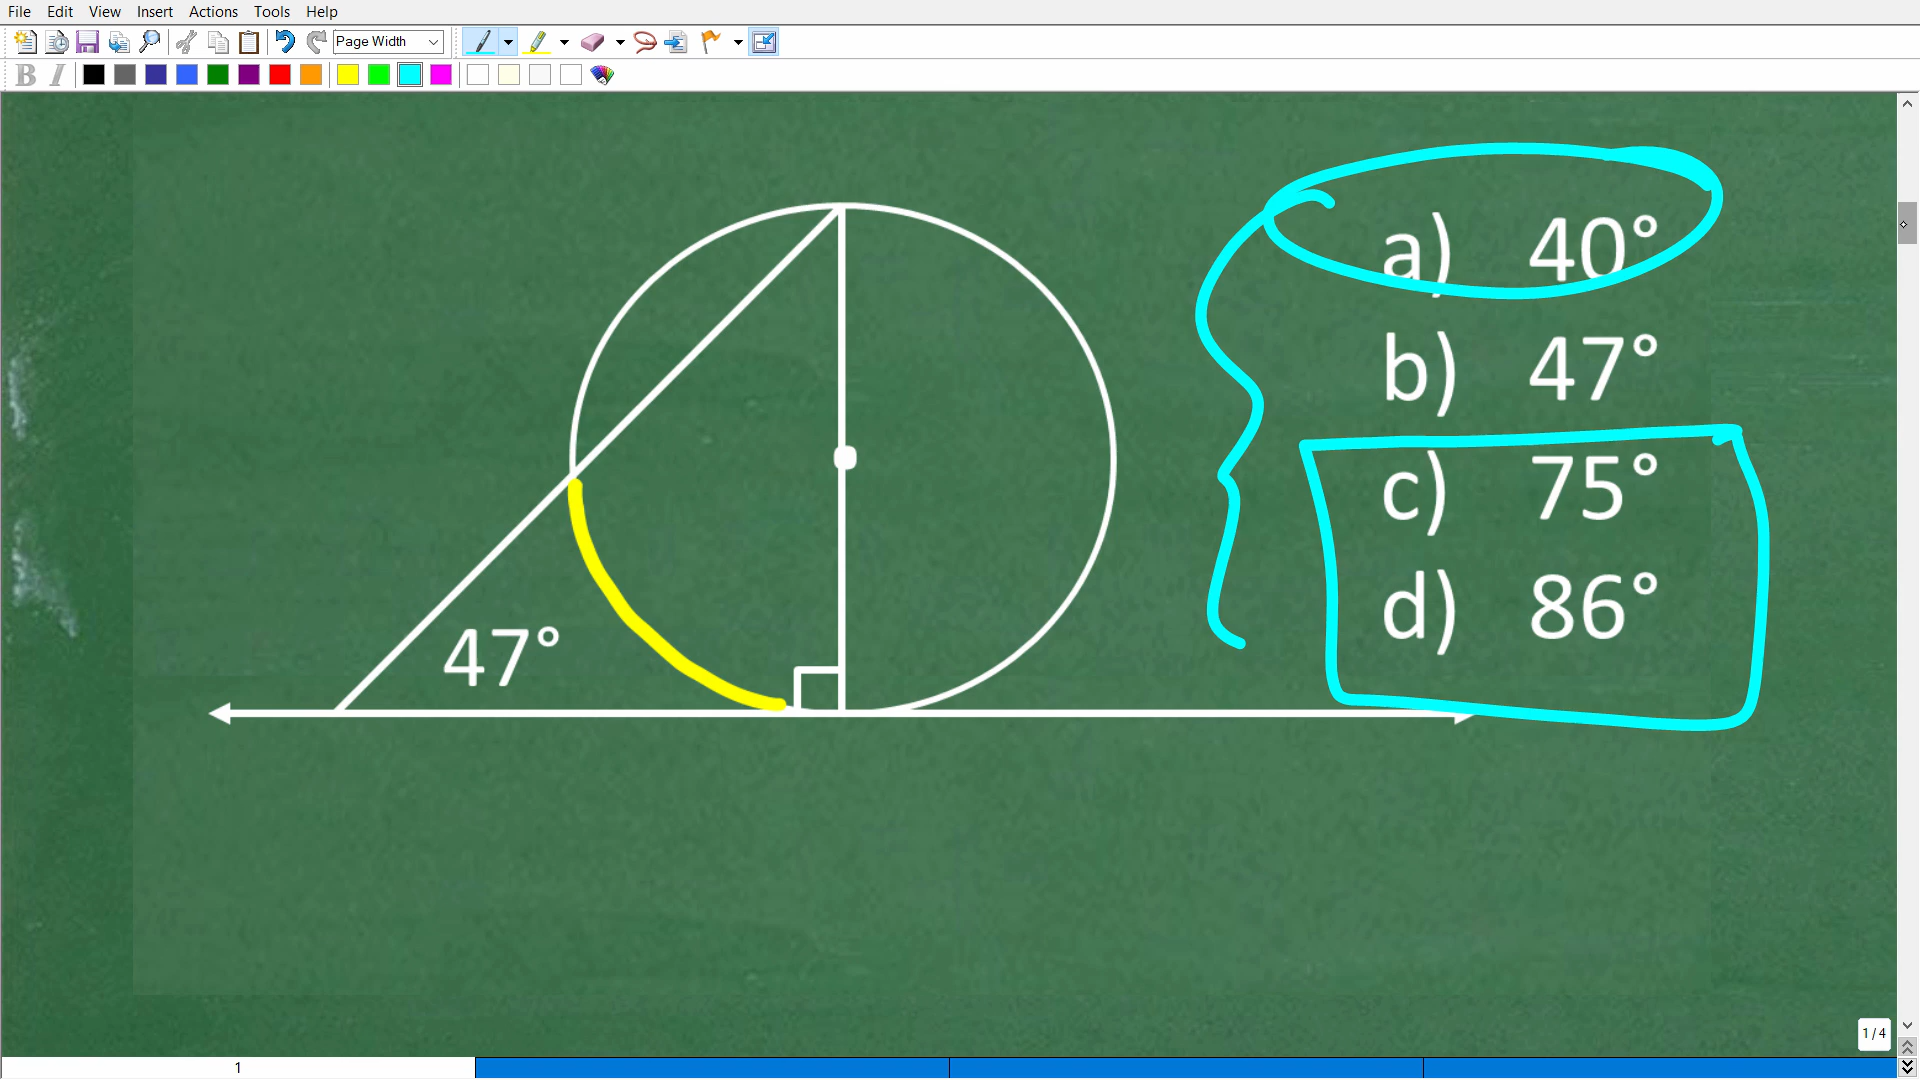 File Edit View Insert Actions Tools Help
Page Width
B I
a) 40°
b) 47°
c) 75°
d) 86°
47°
1 / 4
1